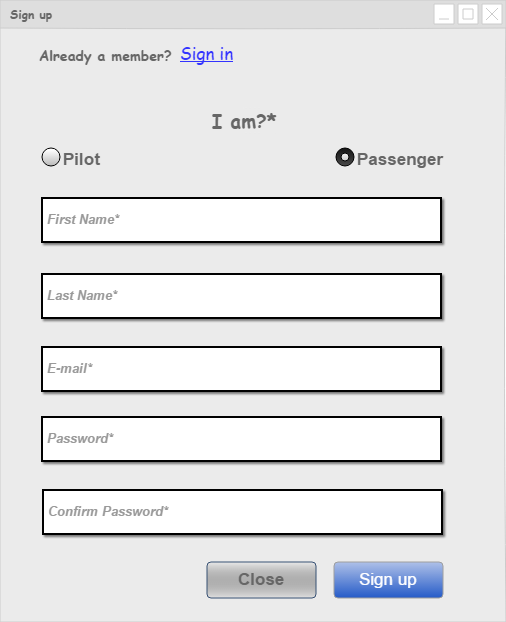 Sign up
Already a member? Sign in
I am?*
Pilot Passenger
First Name*
Last Name*
E-mail*
Password*
Confirm Password*
Close Sign up